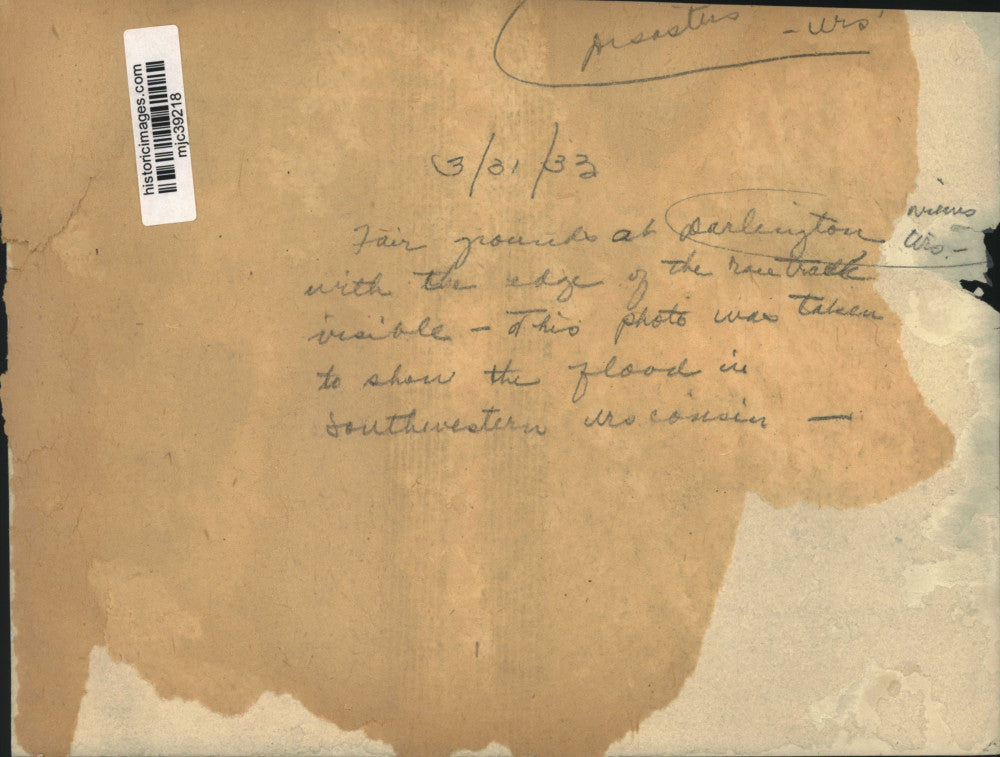 Disasters - Wis
historicimages.com
mjc39218
3/31/33
Fair grounds at Darlington views
Wis. -
with the edge of the race track
visible - This photo was taken
to show the flood in
Southwestern Wisconsin -